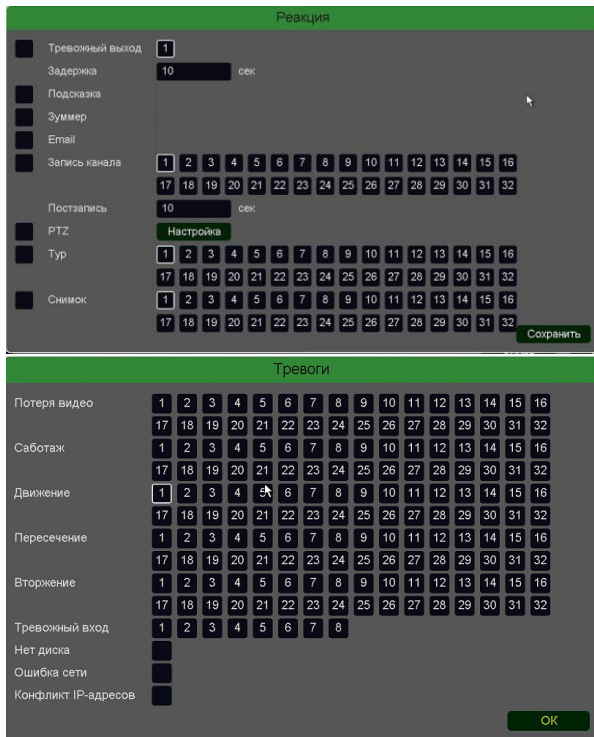 Реакция
Тревожный выход 1
Задержка 10 сек
Подсказка
Зуммер
Email
Запись канала 1 2 3 4 5 6 7 8 9 10 11 12 13 14 15 16
17 18 19 20 21 22 23 24 25 26 27 28 29 30 31 32
Постзапись 10 сек
PTZ Настройка
Тур 1 2 3 4 5 6 7 8 9 10 11 12 13 14 15 16
17 18 19 20 21 22 23 24 25 26 27 28 29 30 31 32
Снимок 1 2 3 4 5 6 7 8 9 10 11 12 13 14 15 16
17 18 19 20 21 22 23 24 25 26 27 28 29 30 31 32
Сохранить
Тревоги
Потеря видео 1 2 3 4 5 6 7 8 9 10 11 12 13 14 15 16
17 18 19 20 21 22 23 24 25 26 27 28 29 30 31 32
Саботаж 1 2 3 4 5 6 7 8 9 10 11 12 13 14 15 16
17 18 19 20 21 22 23 24 25 26 27 28 29 30 31 32
Движение 1 2 3 4 5 6 7 8 9 10 11 12 13 14 15 16
17 18 19 20 21 22 23 24 25 26 27 28 29 30 31 32
Пересечение 1 2 3 4 5 6 7 8 9 10 11 12 13 14 15 16
17 18 19 20 21 22 23 24 25 26 27 28 29 30 31 32
Вторжение 1 2 3 4 5 6 7 8 9 10 11 12 13 14 15 16
17 18 19 20 21 22 23 24 25 26 27 28 29 30 31 32
Тревожный вход 1 2 3 4 5 6 7 8
Нет диска
Ошибка сети
Конфликт IP-адресов
ОК